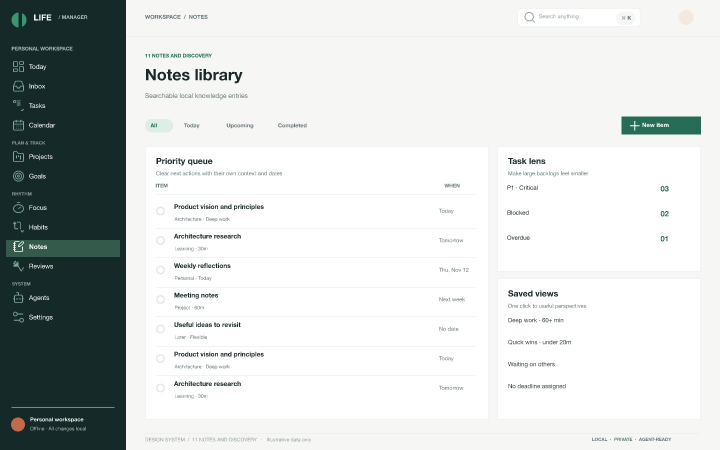 LIFE / MANAGER
PERSONAL WORKSPACE
Today
Inbox
Tasks
Calendar
PLAN & TRACK
Projects
Goals
RHYTHM
Focus
Habits
Notes
Reviews
SYSTEM
Agents
Settings
Personal workspace
Offline · All changes local
WORKSPACE / NOTES
Search anything...
⌘ K
11 NOTES AND DISCOVERY
Notes library
Searchable local knowledge entries
All Today Upcoming Completed
New item
Priority queue
Clear next actions with their own context and dates
ITEM WHEN
Product vision and principles
Architecture · Deep work
Today
Architecture research
Learning · 30m
Tomorrow
Weekly reflections
Personal · Today
Thu, Nov 12
Meeting notes
Project · 60m
Next week
Useful ideas to revisit
Later · Flexible
No date
Product vision and principles
Architecture · Deep work
Today
Architecture research
Learning · 30m
Tomorrow
Task lens
Make large backlogs feel smaller
P1 · Critical 03
Blocked 02
Overdue 01
Saved views
One click to useful perspectives
Deep work · 60+ min
Quick wins · under 20m
Waiting on others
No deadline assigned
DESIGN SYSTEM / 11 NOTES AND DISCOVERY · Illustrative data only
LOCAL · PRIVATE · AGENT-READY